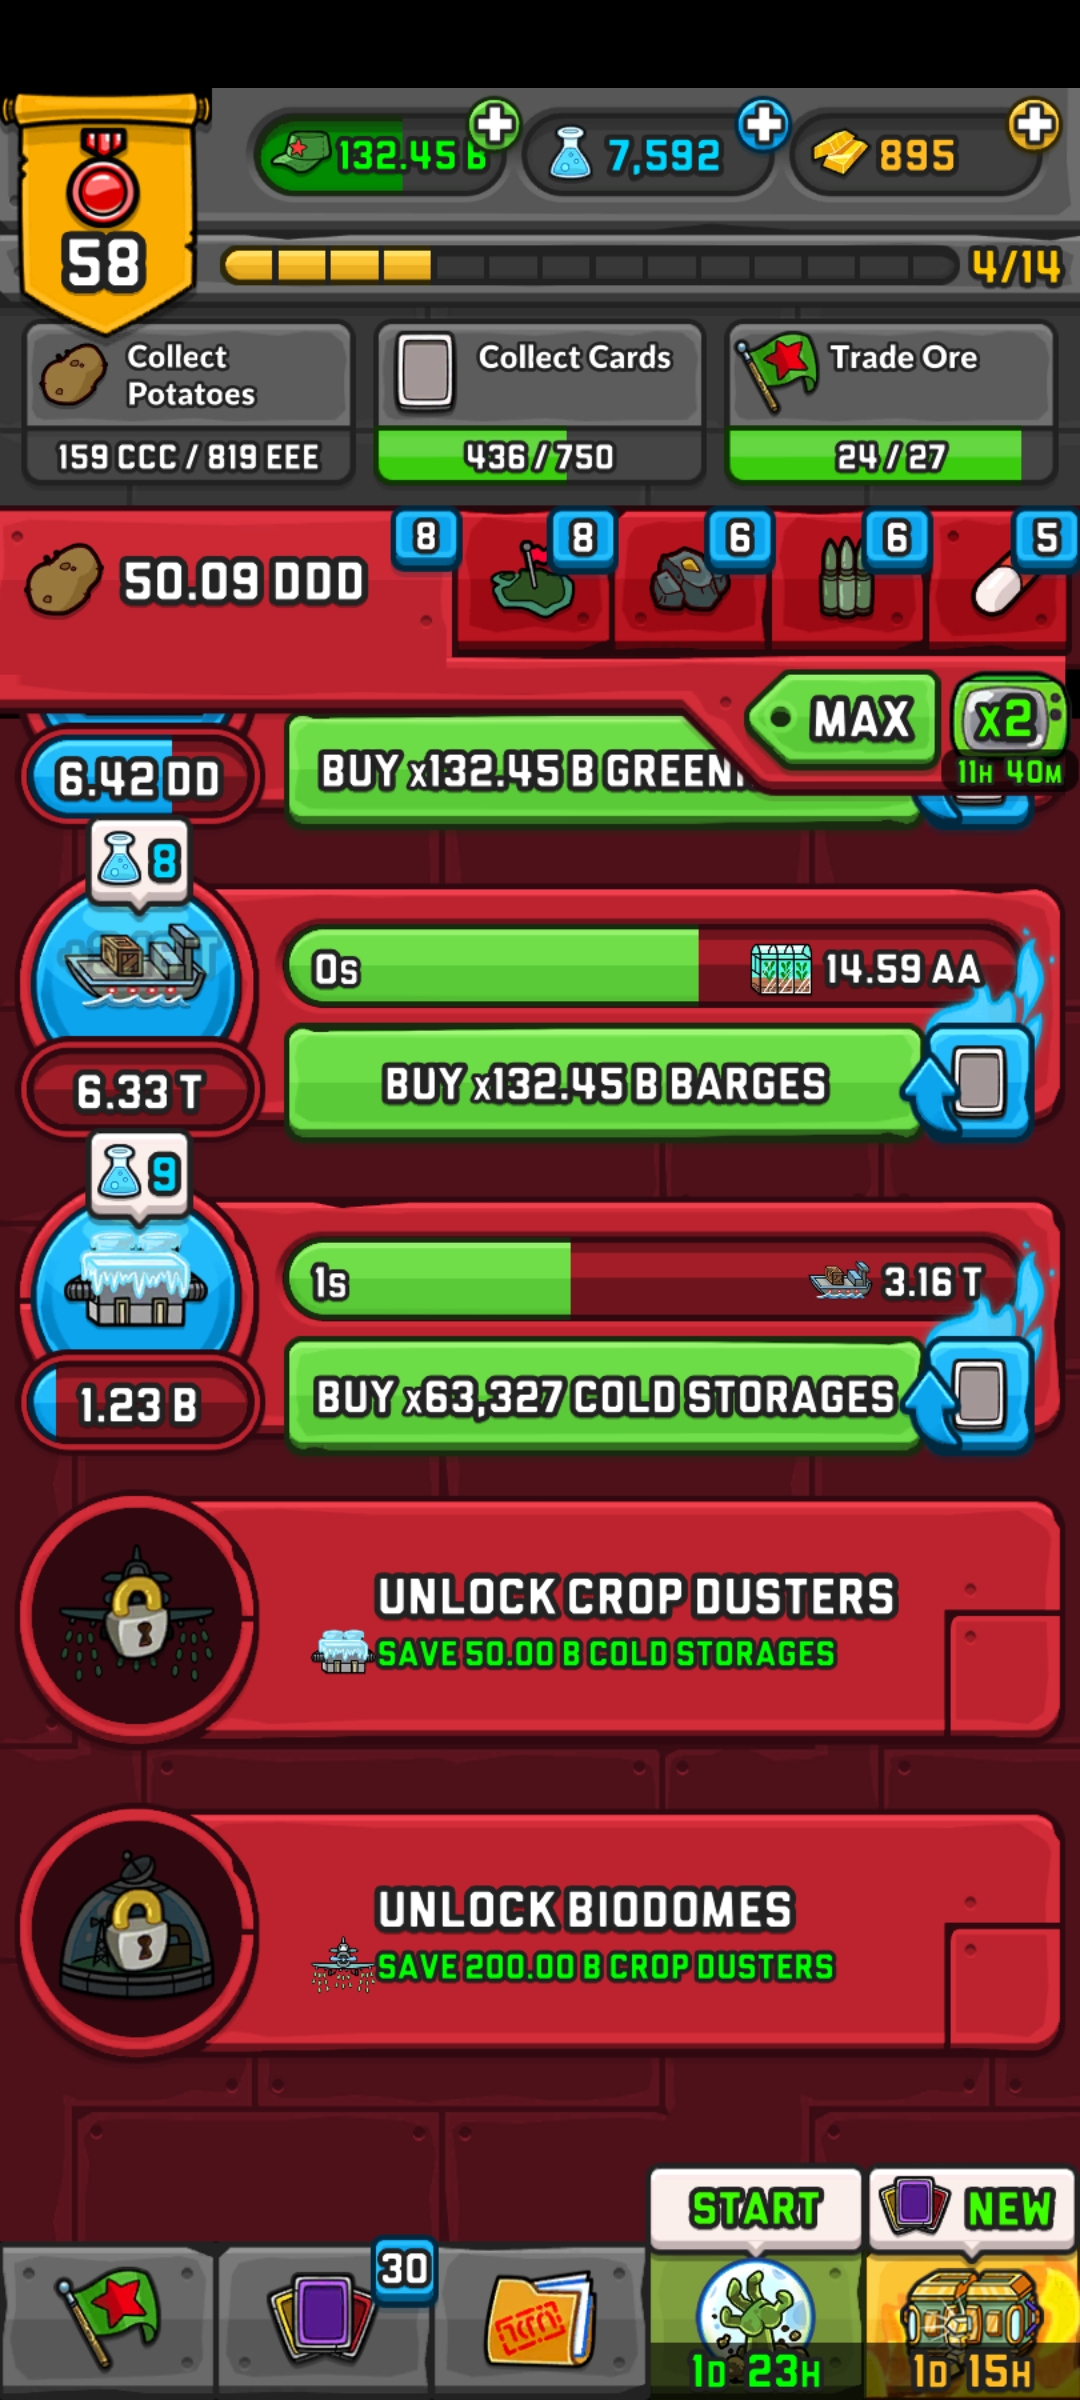 132.45 B
7,592
895
58
4/14
Collect Potatoes
Collect Cards
Trade Ore
159 CCC / 819 EEE
436 / 750
24 / 27
50.09 DDD
8
8
6
6
5
MAX
x2
11H 40M
6.42 DD
BUY x132.45 B
8
0s
14.59 AA
6.33 T
BUY x132.45 B BARGES
9
1s
3.16 T
1.23 B
BUY x63,327 COLD STORAGES
UNLOCK CROP DUSTERS
SAVE 50.00 B COLD STORAGES
UNLOCK BIODOMES
SAVE 200.00 B CROP DUSTERS
START
NEW
30
1D 23H
1D 15H